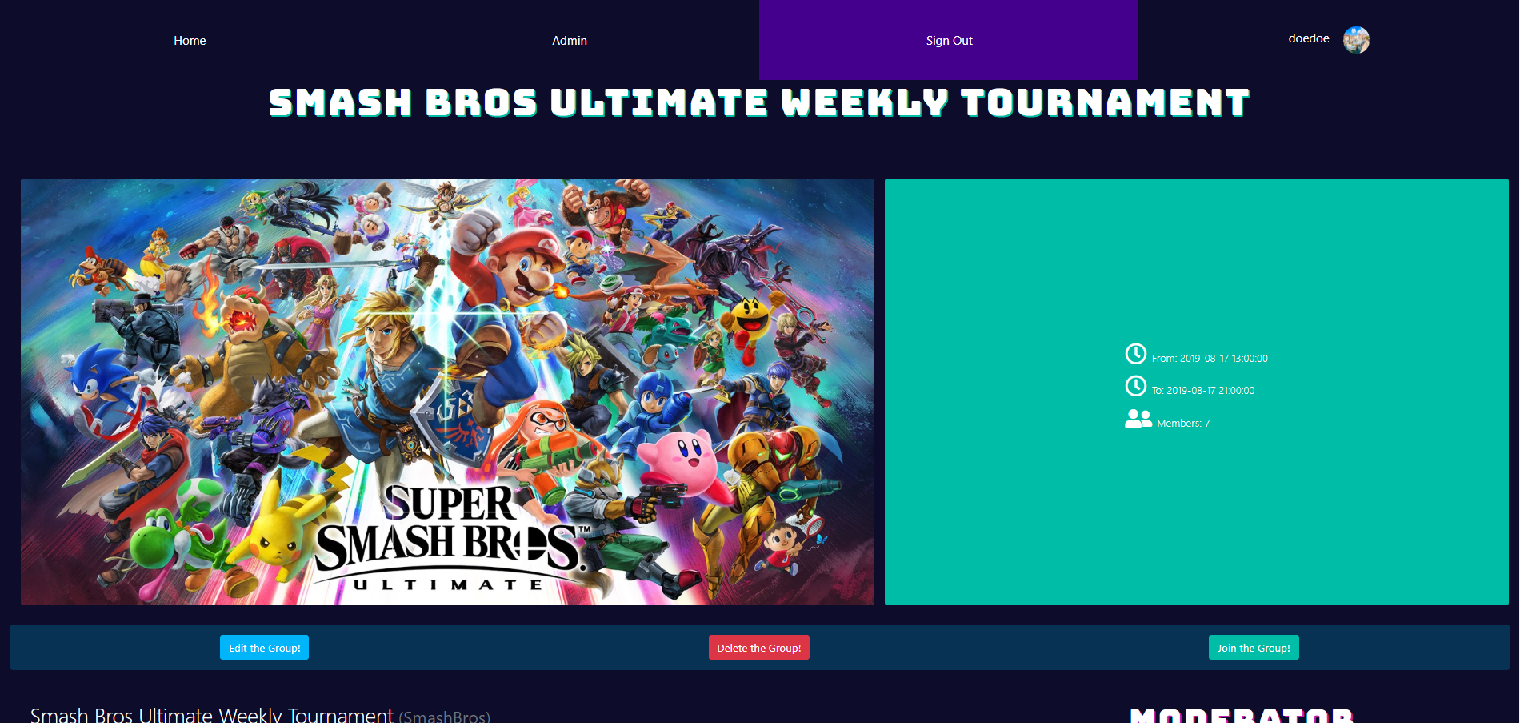 Home
Admin
Sign Out
doedoe
SMASH BROS ULTIMATE WEEKLY TOURNAMENT
From: 2019-08-17 13:00:00
To: 2019-08-17 21:00:00
Members: 7
SUPER
SMASH BROS.™
ULTIMATE
Edit the Group!
Delete the Group!
Join the Group!
Smash Bros Ultimate Weekly Tournament (SmashBros)
MODERATOR